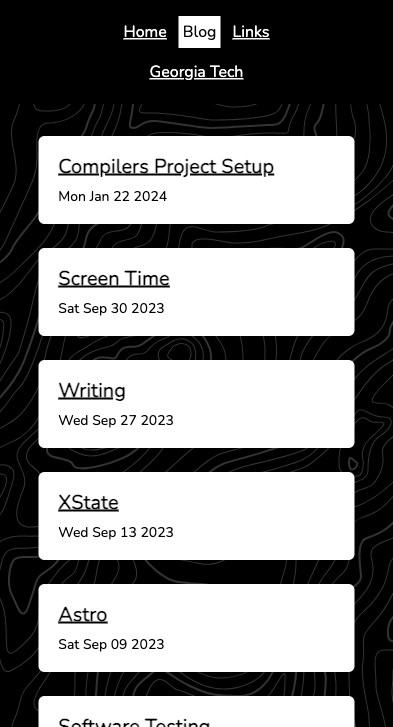 Home Blog Links
Georgia Tech
Compilers Project Setup
Mon Jan 22 2024
Screen Time
Sat Sep 30 2023
Writing
Wed Sep 27 2023
XState
Wed Sep 13 2023
Astro
Sat Sep 09 2023
Software Testing